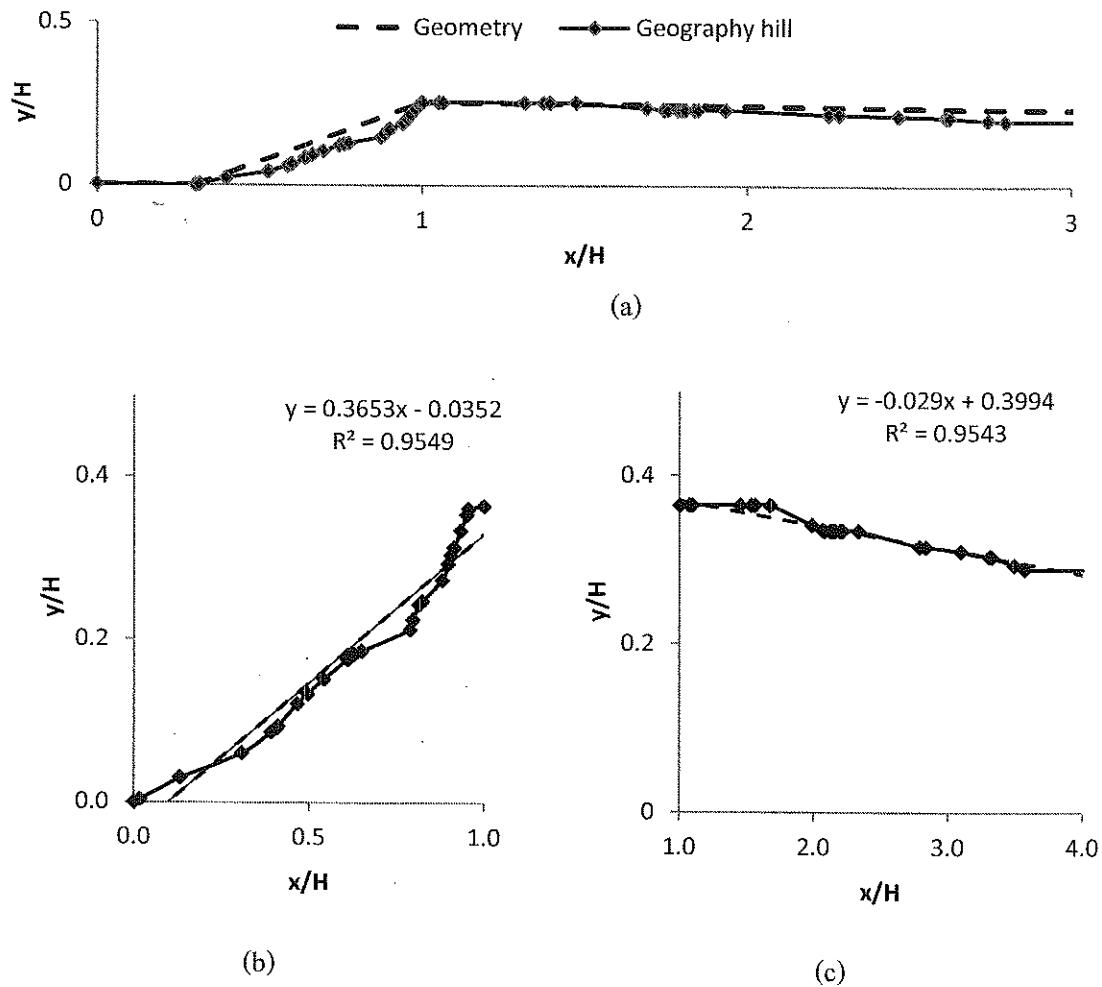 0.5
Geometry Geography hill
y/H
0
0 1 2 3
x/H
(a)
y = 0.3653x - 0.0352
R² = 0.9549
0.4
y/H
0.2
0.0
0.0 0.5 1.0
x/H
(b)
y = -0.029x + 0.3994
R² = 0.9543
0.4
y/H
0.2
0
1.0 2.0 3.0 4.0
x/H
(c)